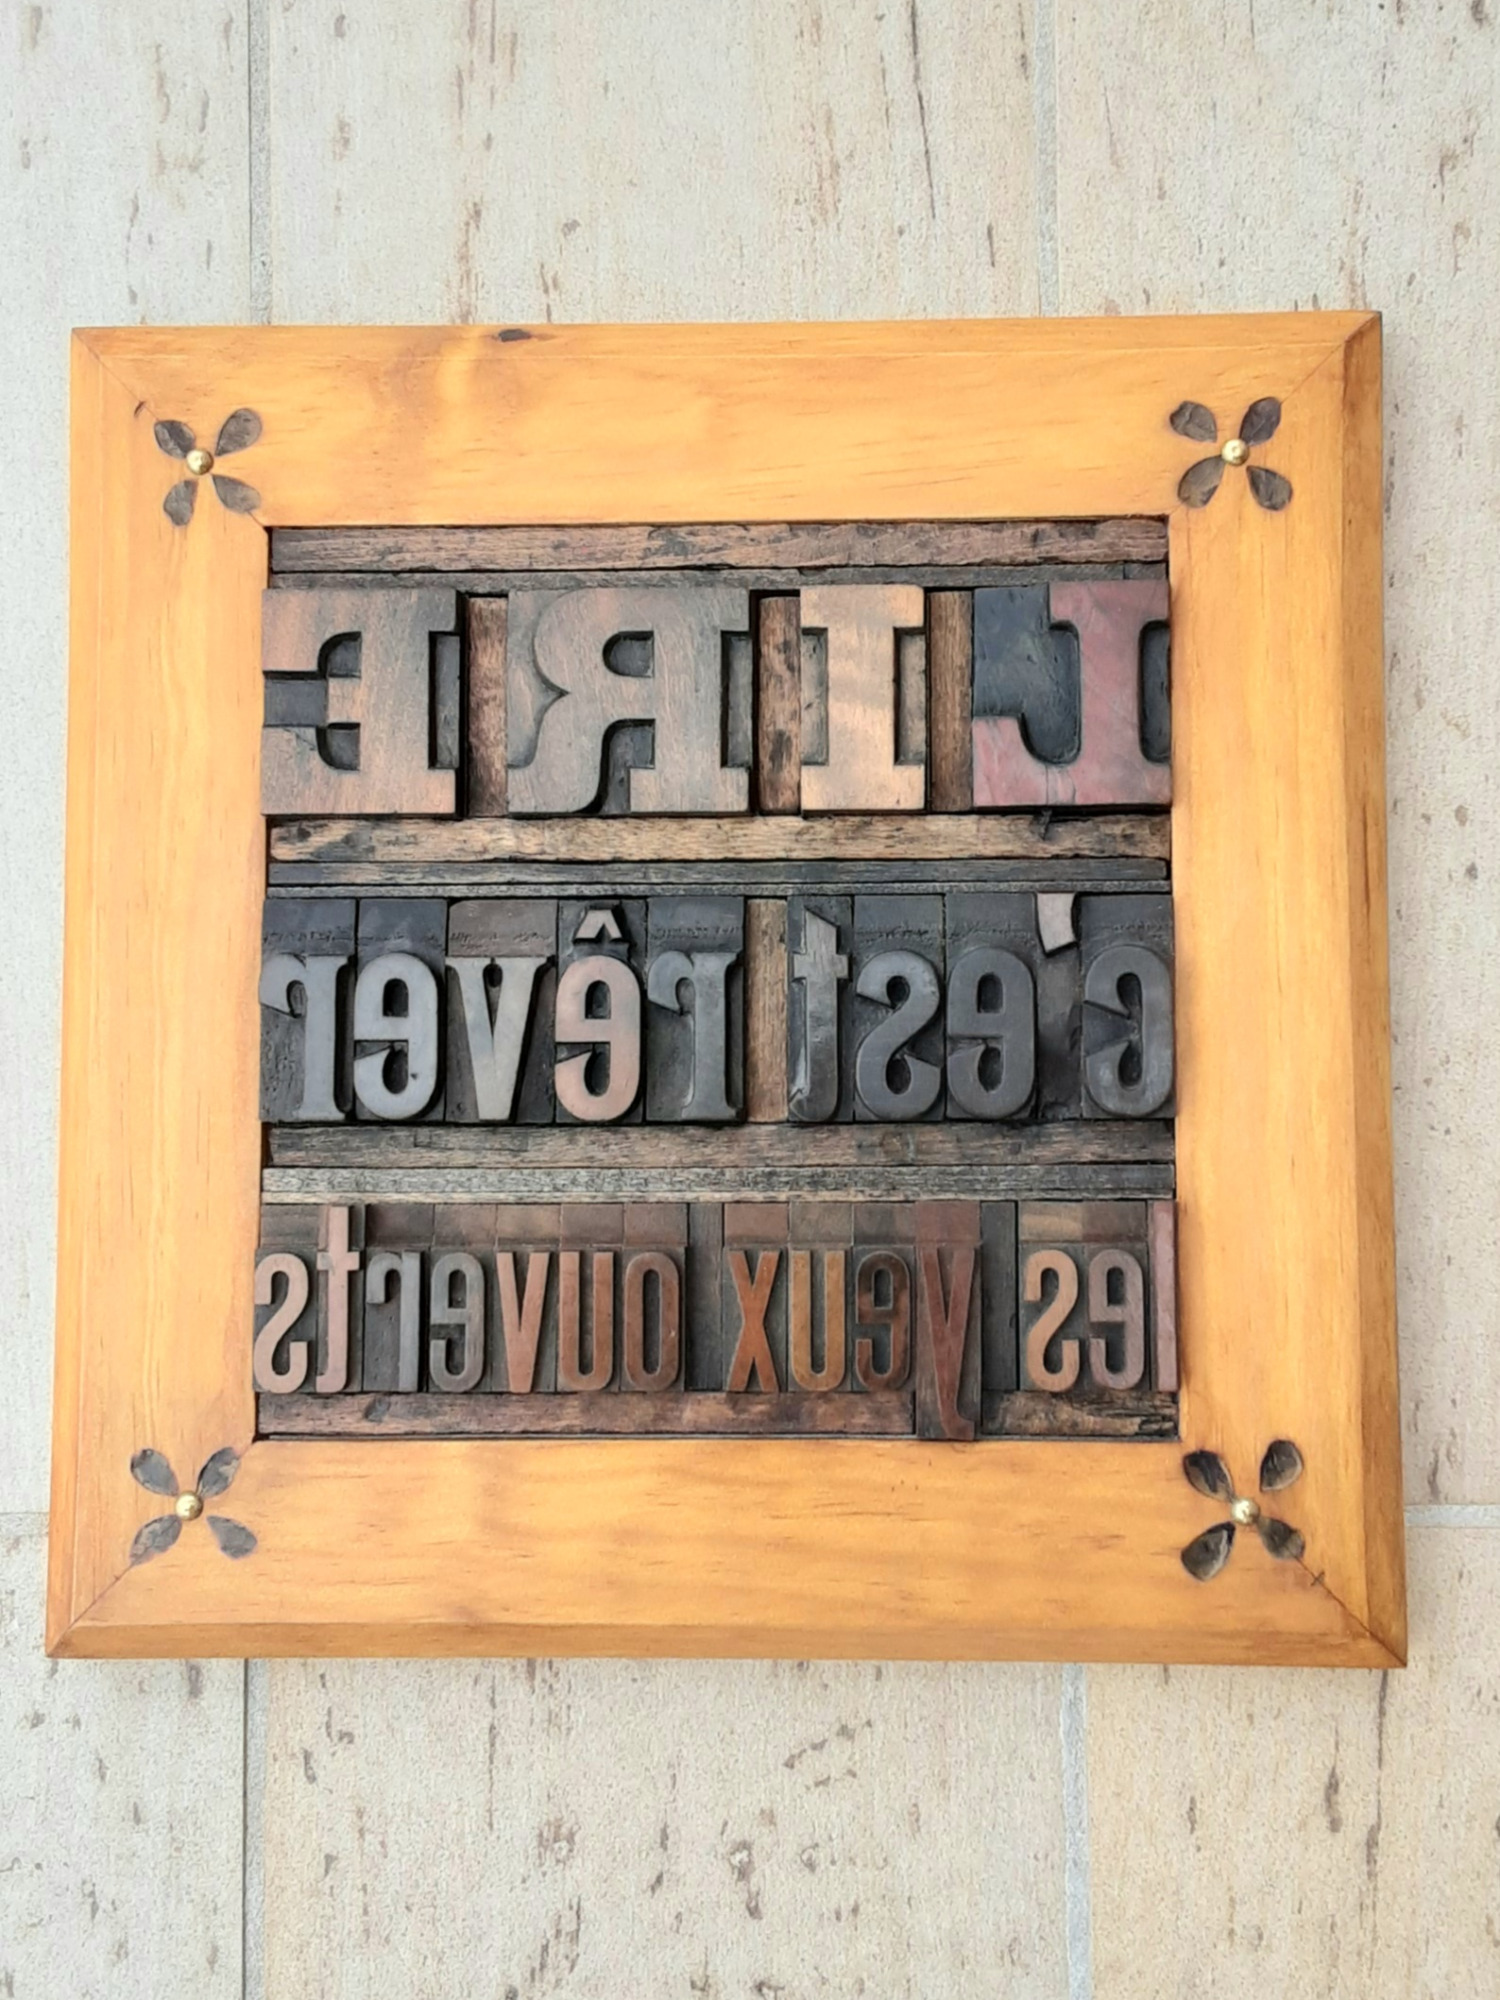 LIRE
c'est rêver
les yeux ouverts